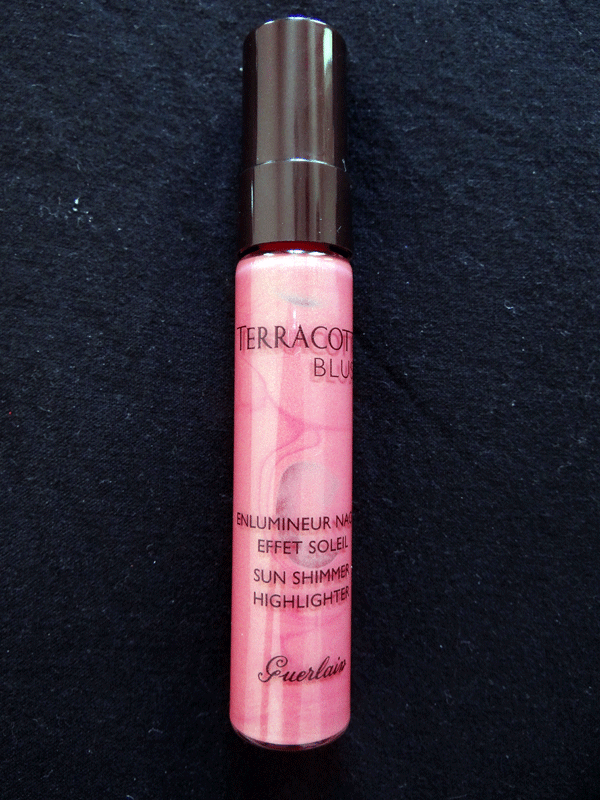 TERRACOTT
BLUS
ENLUMINEUR NAC
EFFET SOLEIL
SUN SHIMMER
HIGHLIGHTER
Guerlain